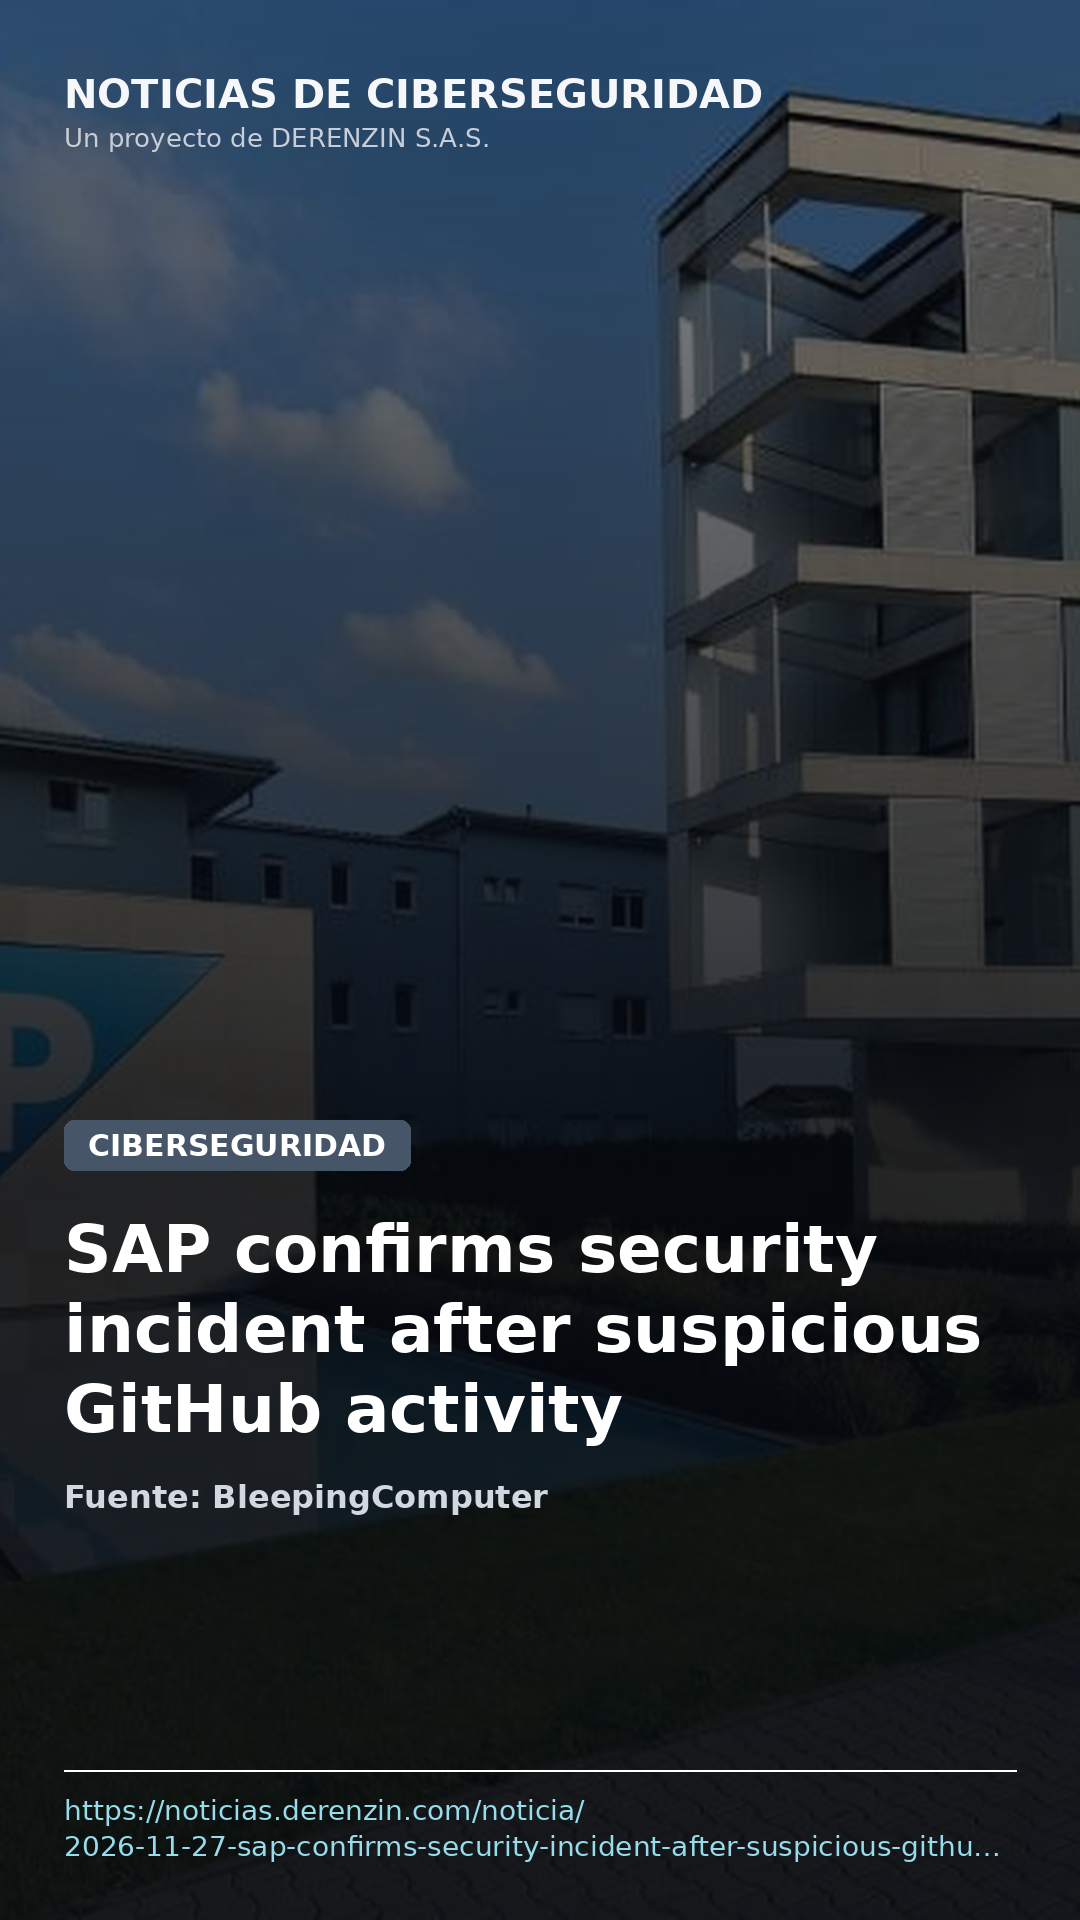 NOTICIAS DE CIBERSEGURIDAD
Un proyecto de DERENZIN S.A.S.
P
CIBERSEGURIDAD
SAP confirms security
incident after suspicious
GitHub activity
Fuente: BleepingComputer
https://noticias.derenzin.com/noticia/
2026-11-27-sap-confirms-security-incident-after-suspicious-githu...